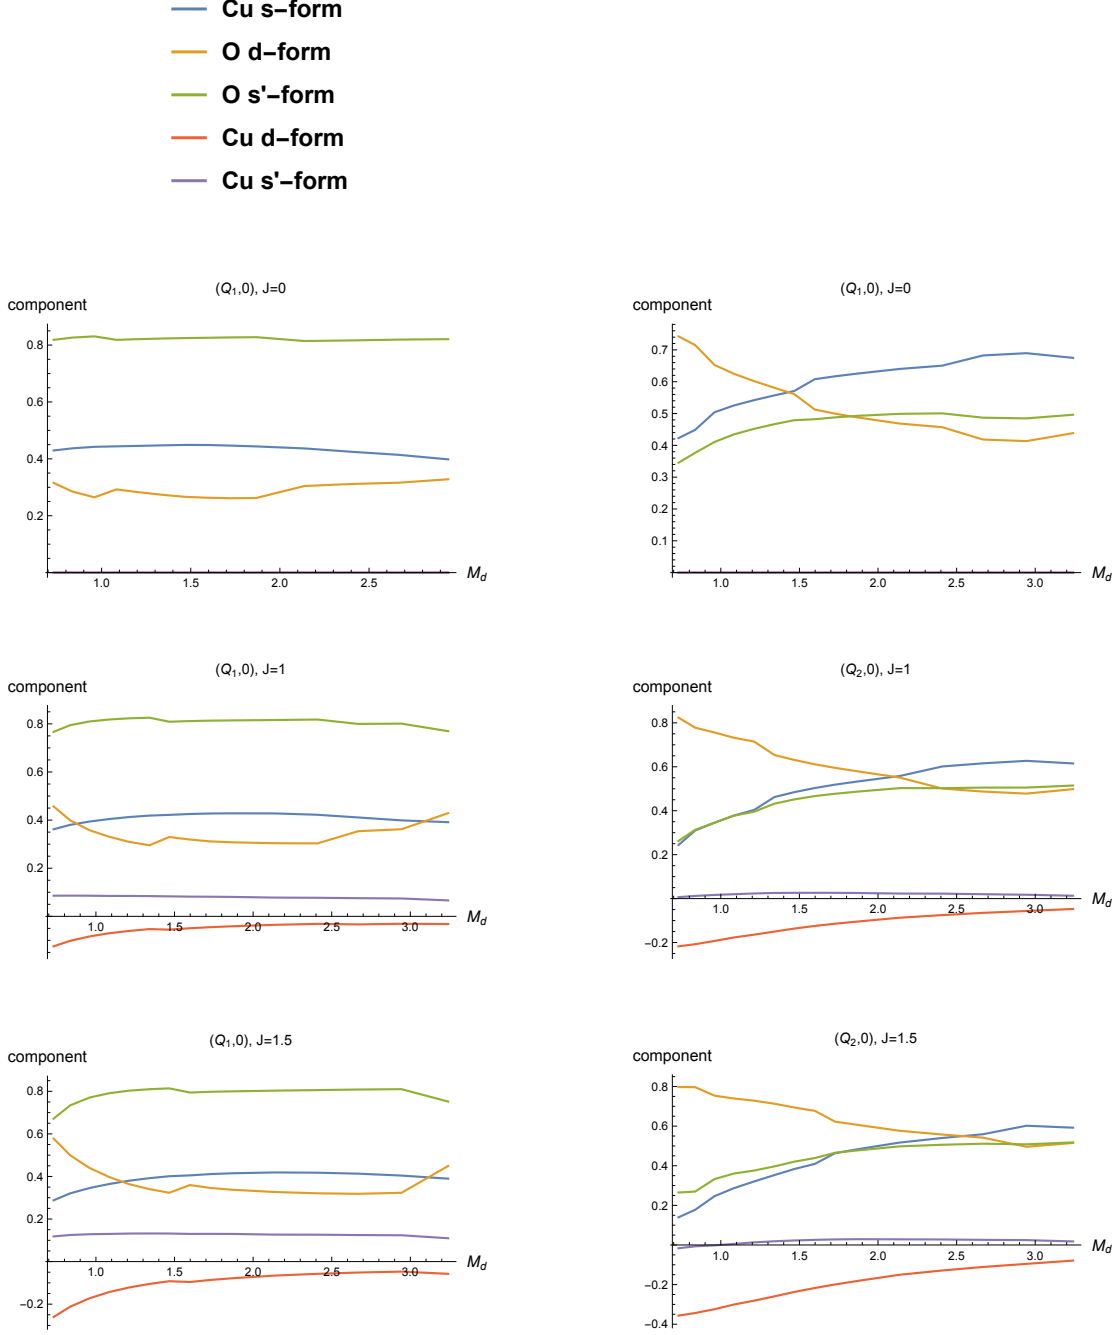 Cu s–form
O d–form
O s'–form
Cu d–form
Cu s'–form
(Q₁,0), J=0
component
0.8
0.6
0.4
0.2
1.0 1.5 2.0 2.5
M_d
(Q₁,0), J=0
component
0.7
0.6
0.5
0.4
0.3
0.2
0.1
1.0 1.5 2.0 2.5 3.0
M_d
(Q₁,0), J=1
component
0.8
0.6
0.4
0.2
1.0 1.5 2.0 2.5 3.0
M_d
(Q₂,0), J=1
component
0.8
0.6
0.4
0.2
−0.2
1.0 1.5 2.0 2.5 3.0
M_d
(Q₁,0), J=1.5
component
0.8
0.6
0.4
0.2
−0.2
1.0 1.5 2.0 2.5 3.0
M_d
(Q₂,0), J=1.5
component
0.8
0.6
0.4
0.2
−0.2
−0.4
1.0 1.5 2.0 2.5 3.0
M_d